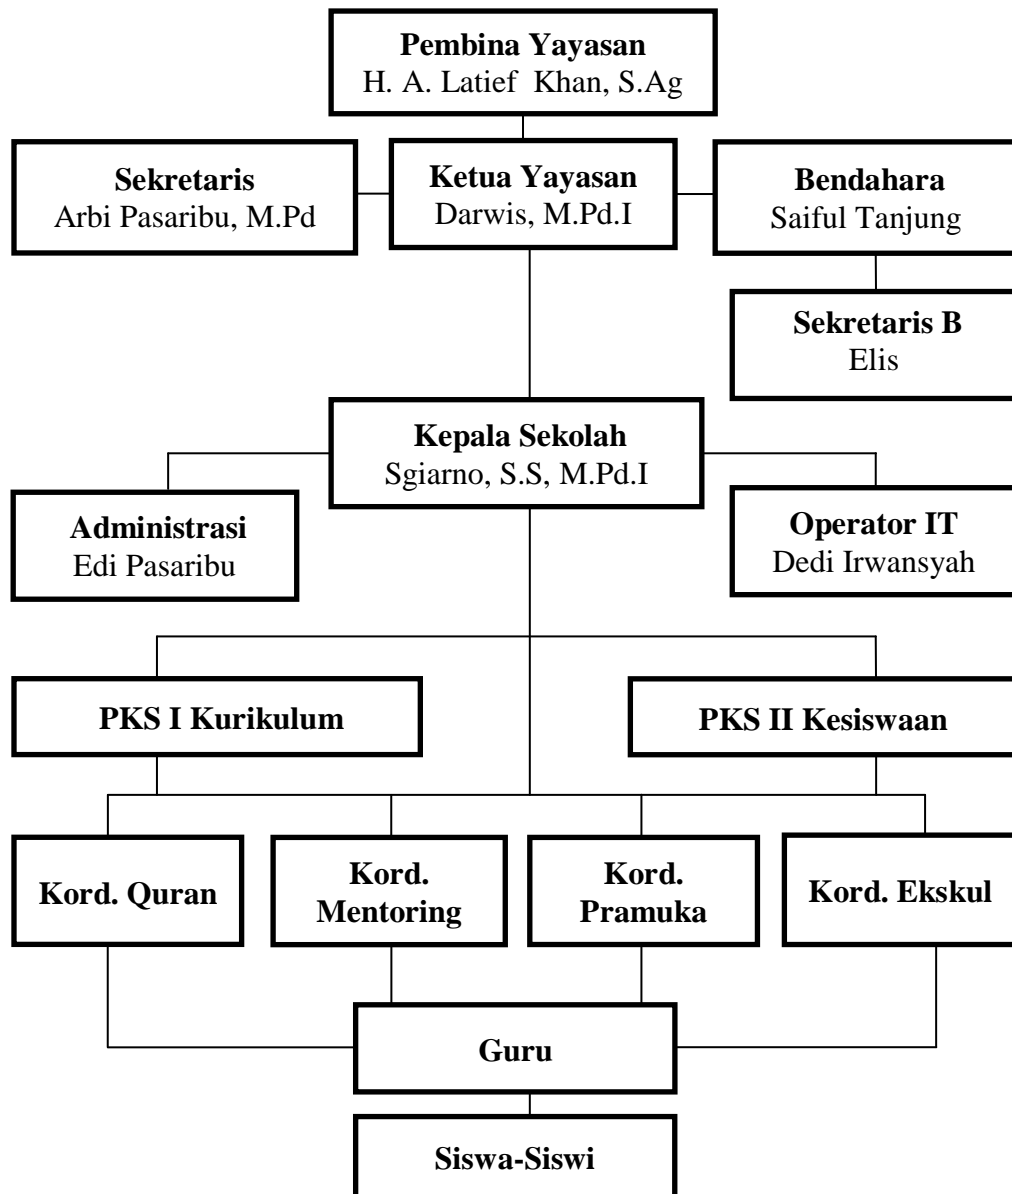 Pembina Yayasan
H. A. Latief Khan, S.Ag
Sekretaris
Arbi Pasaribu, M.Pd
Ketua Yayasan
Darwis, M.Pd.I
Bendahara
Saiful Tanjung
Sekretaris B
Elis
Kepala Sekolah
Sgiarno, S.S, M.Pd.I
Administrasi
Edi Pasaribu
Operator IT
Dedi Irwansyah
PKS I Kurikulum
PKS II Kesiswaan
Kord. Quran
Kord.
Mentoring
Kord.
Pramuka
Kord. Ekskul
Guru
Siswa-Siswi